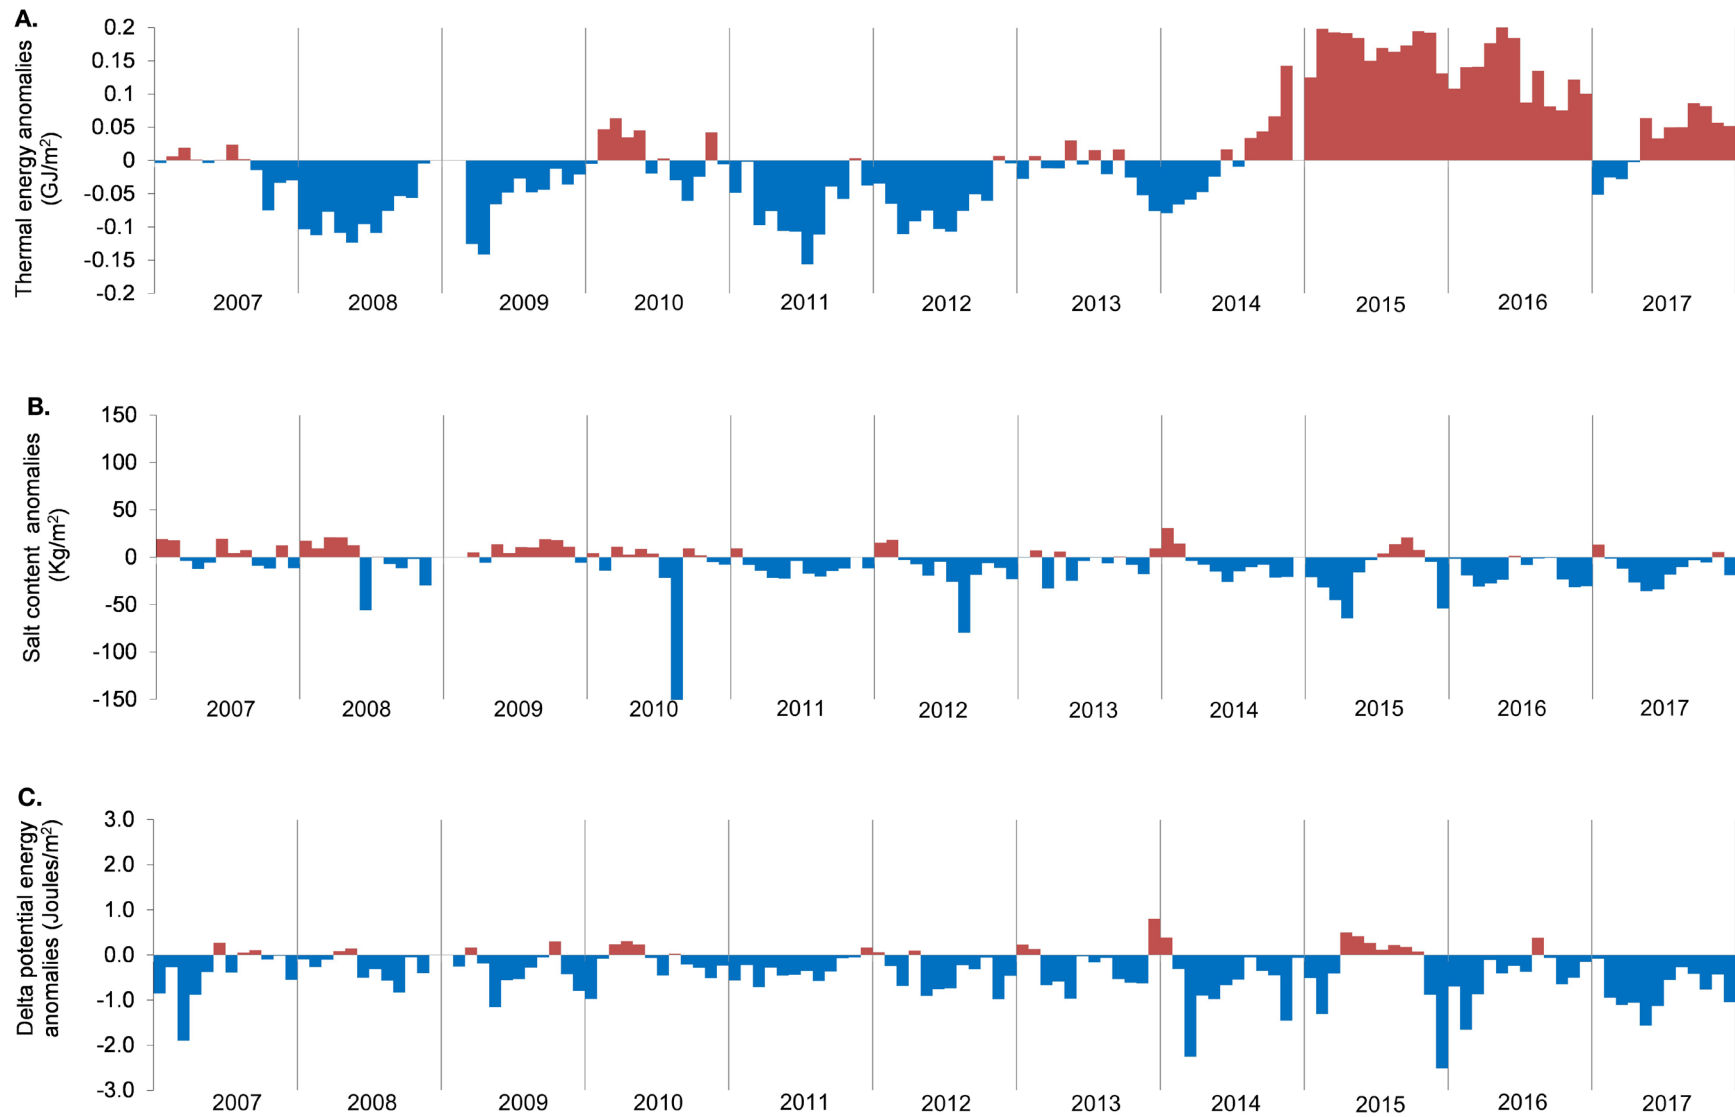 A.
Thermal energy anomalies
(GJ/m²)
0.2
0.15
0.1
0.05
0
-0.05
-0.1
-0.15
-0.2
2007 2008 2009 2010 2011 2012 2013 2014 2015 2016 2017
B.
Salt content anomalies
(Kg/m²)
150
100
50
0
-50
-100
-150
2007 2008 2009 2010 2011 2012 2013 2014 2015 2016 2017
C.
Delta potential energy
anomalies (Joules/m²)
3.0
2.0
1.0
0.0
-1.0
-2.0
-3.0
2007 2008 2009 2010 2011 2012 2013 2014 2015 2016 2017